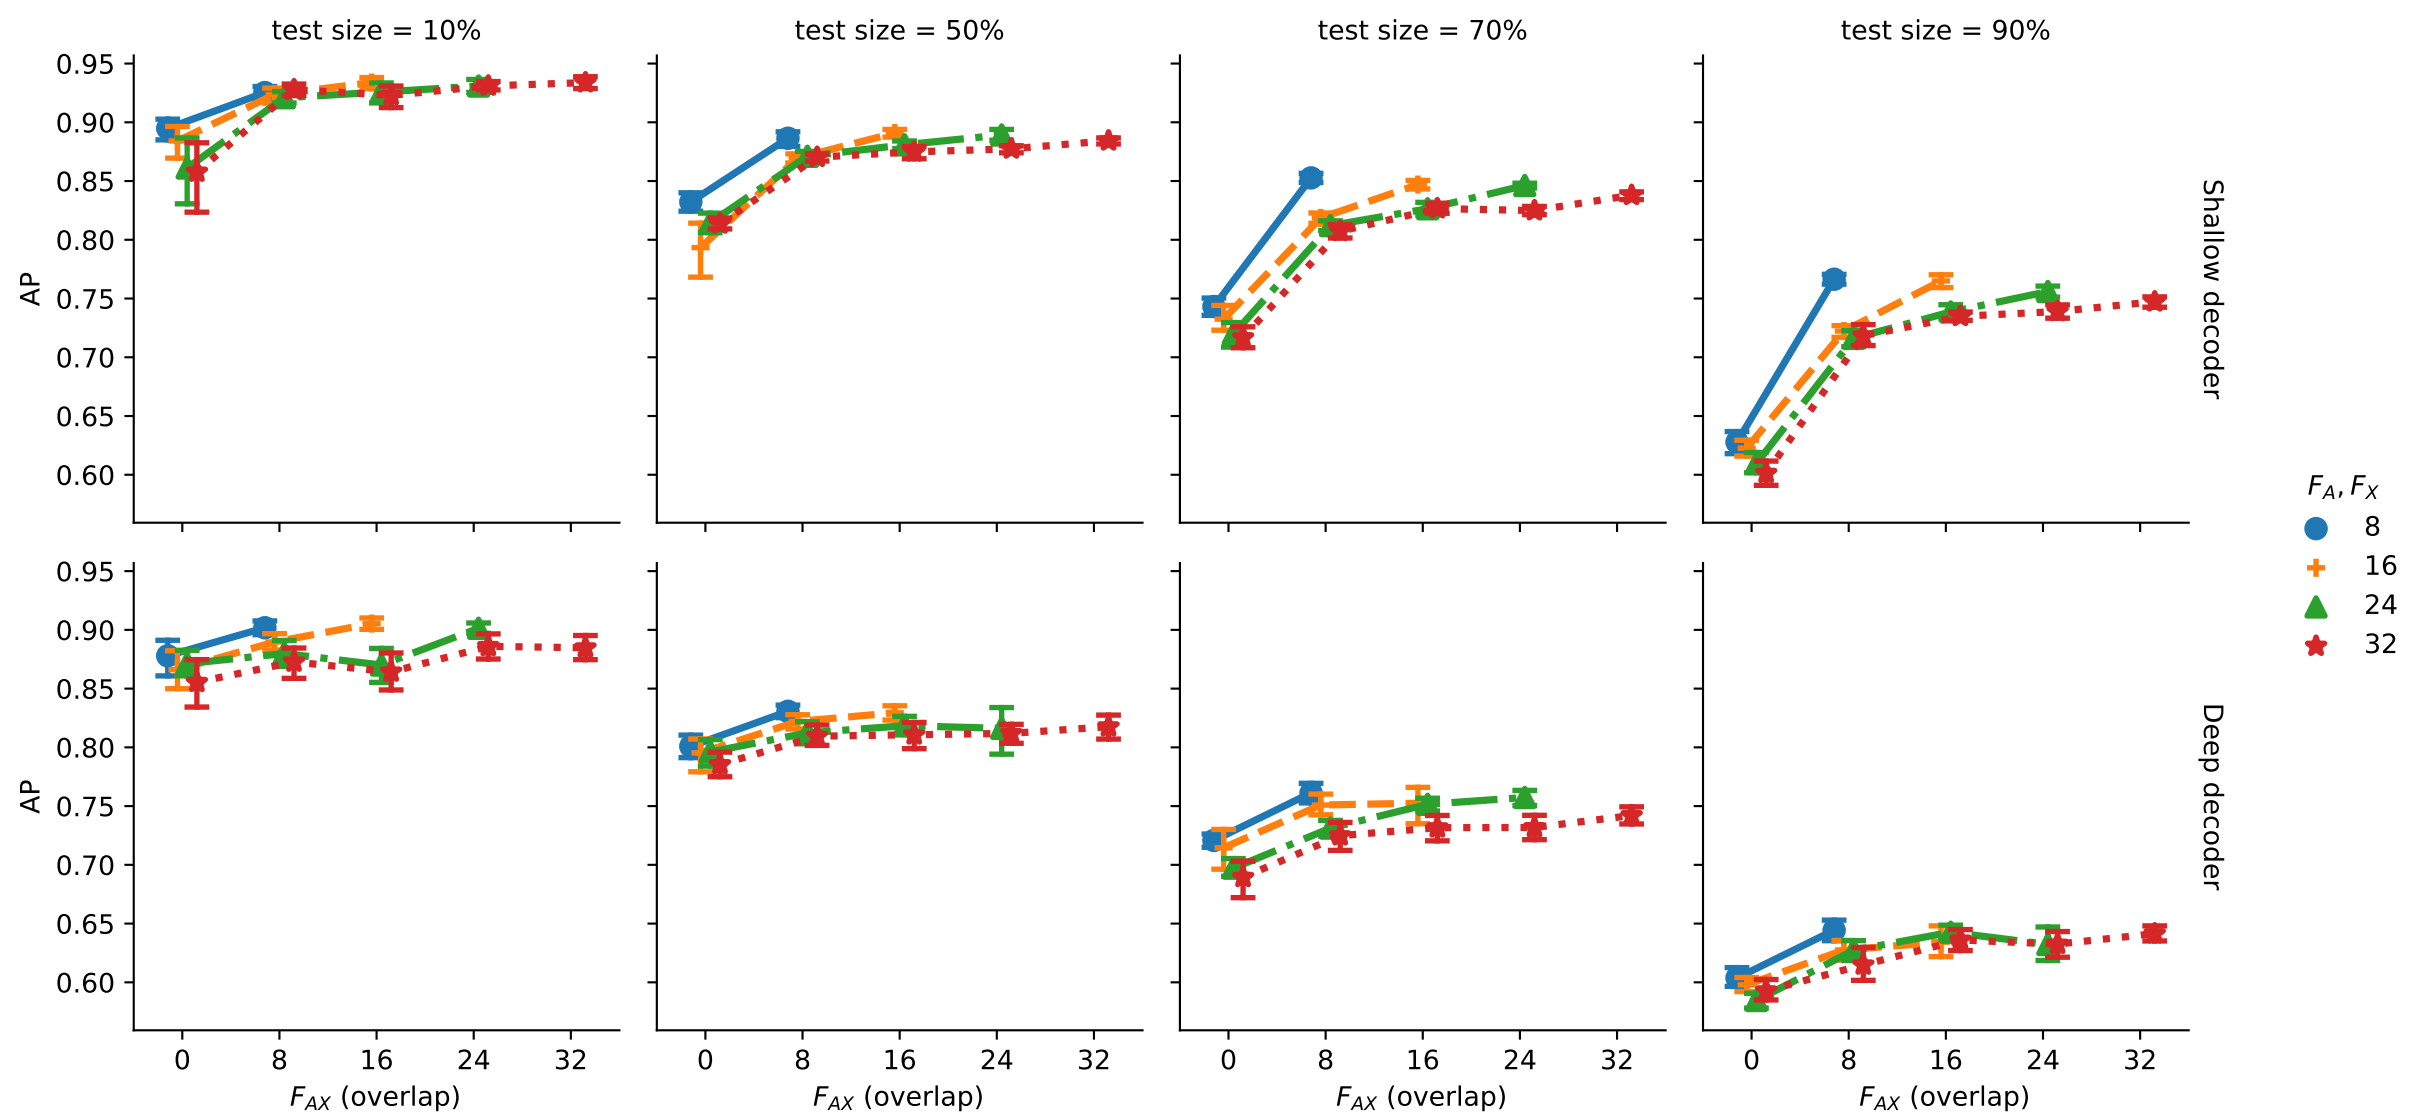 test size = 10%
test size = 50%
test size = 70%
test size = 90%
0.95
0.90
0.85
0.80
0.75
0.70
0.65
0.60
AP
Shallow decoder
F_A, F_X
8
16
24
32
0.95
0.90
0.85
0.80
0.75
0.70
0.65
0.60
AP
Deep decoder
0 8 16 24 32
0 8 16 24 32
0 8 16 24 32
0 8 16 24 32
F_AX (overlap)
F_AX (overlap)
F_AX (overlap)
F_AX (overlap)